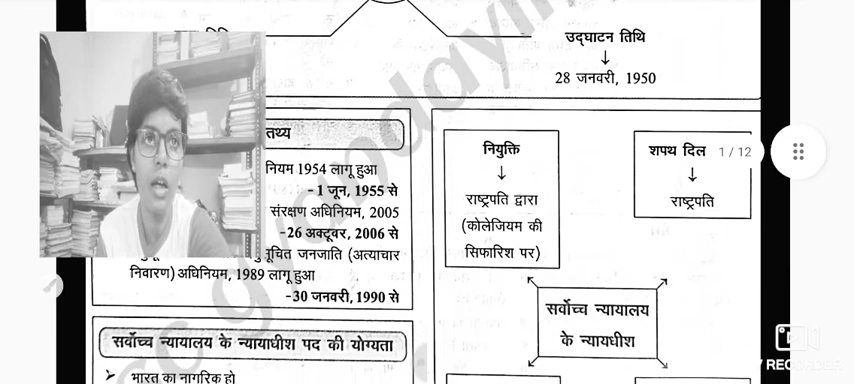 उद्घाटन तिथि
28 जनवरी, 1950
तथ्य
नियम 1954 लागू हुआ
-1 जून, 1955 से
संरक्षण अधिनियम, 2005
-26 अक्टूबर, 2006 से
सूचित जनजाति (अत्याचार
निवारण) अधिनियम, 1989 लागू हुआ
-30 जनवरी, 1990 से
सर्वोच्च न्यायालय के न्यायाधीश पद की योग्यता
भारत का नागरिक हो
नियुक्ति
राष्ट्रपति द्वारा
(कोलेजियम की
सिफारिश पर)
शपथ दिल
1 / 12
राष्ट्रपति
सर्वोच्च न्यायालय
के न्यायधीश
RECORDER